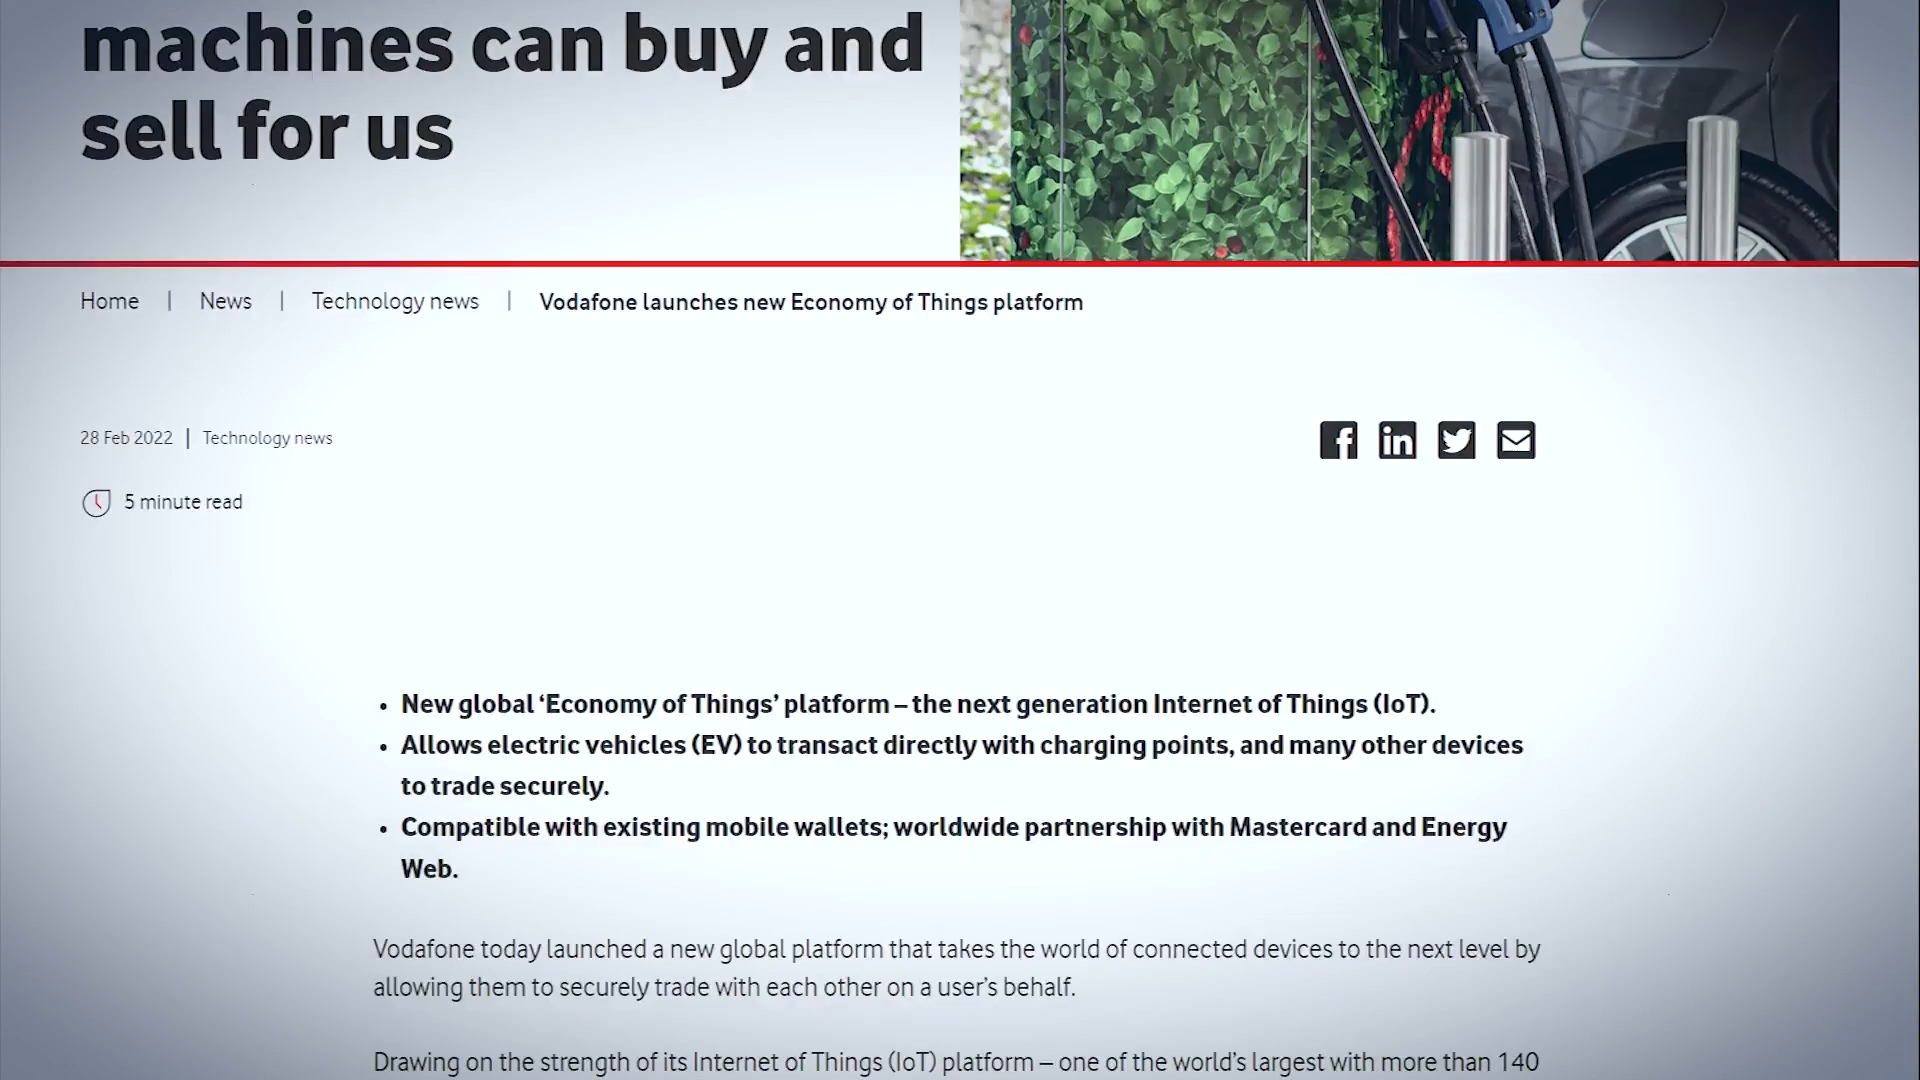 machines can buy and
sell for us
Home | News | Technology news | Vodafone launches new Economy of Things platform
28 Feb 2022 | Technology news
5 minute read
• New global ‘Economy of Things’ platform – the next generation Internet of Things (IoT).
• Allows electric vehicles (EV) to transact directly with charging points, and many other devices
to trade securely.
• Compatible with existing mobile wallets; worldwide partnership with Mastercard and Energy
Web.
Vodafone today launched a new global platform that takes the world of connected devices to the next level by
allowing them to securely trade with each other on a user’s behalf.
Drawing on the strength of its Internet of Things (IoT) platform – one of the world’s largest with more than 140